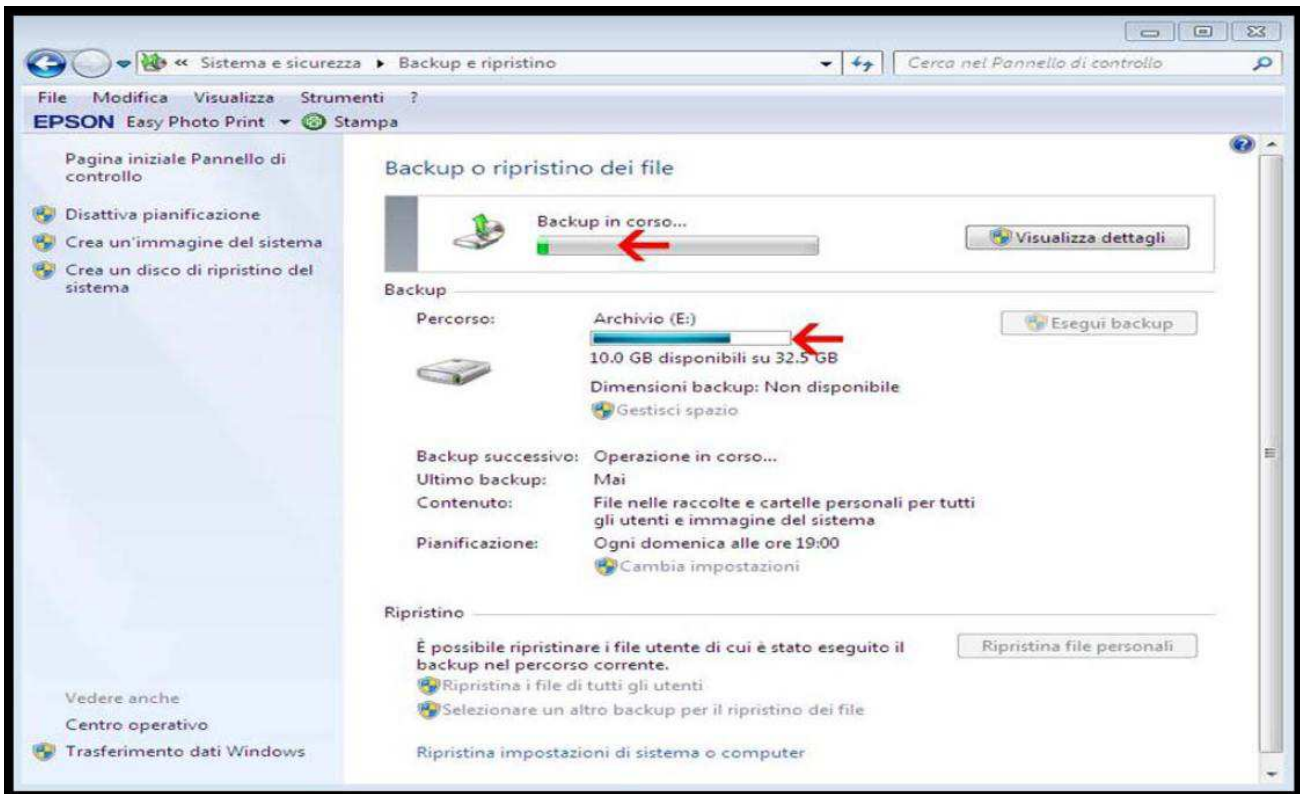 « Sistema e sicurezza ▸ Backup e ripristino
Cerca nel Pannello di controllo
File Modifica Visualizza Strumenti ?
EPSON Easy Photo Print Stampa
Pagina iniziale Pannello di
controllo
Disattiva pianificazione
Crea un'immagine del sistema
Crea un disco di ripristino del
sistema
Vedere anche
Centro operativo
Trasferimento dati Windows
Backup o ripristino dei file
Backup in corso...
Visualizza dettagli
Backup
Percorso: Archivio (E:)
Esegui backup
10.0 GB disponibili su 32.5 GB
Dimensioni backup: Non disponibile
Gestisci spazio
Backup successivo: Operazione in corso...
Ultimo backup: Mai
Contenuto: File nelle raccolte e cartelle personali per tutti
gli utenti e immagine del sistema
Pianificazione: Ogni domenica alle ore 19:00
Cambia impostazioni
Ripristino
È possibile ripristinare i file utente di cui è stato eseguito il
backup nel percorso corrente.
Ripristina file personali
Ripristina i file di tutti gli utenti
Selezionare un altro backup per il ripristino dei file
Ripristina impostazioni di sistema o computer